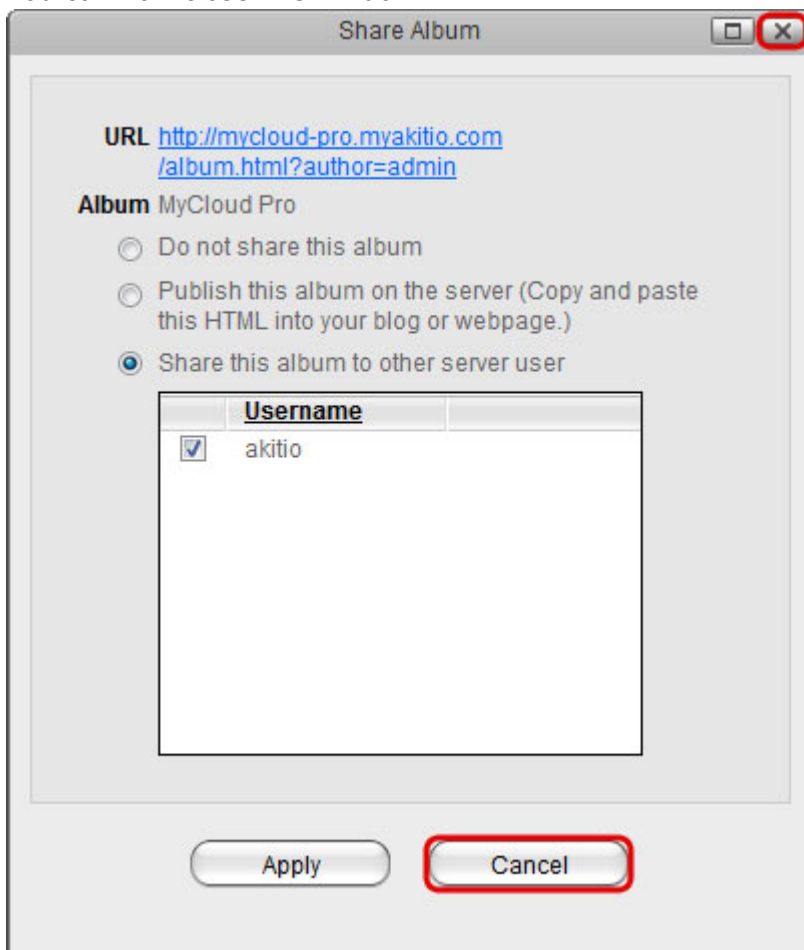 Share Album
URL http://mycloud-pro.myakitio.com
/album.html?author=admin
Album MyCloud Pro
Do not share this album
Publish this album on the server (Copy and paste
this HTML into your blog or webpage.)
Share this album to other server user
Username
akitio
Apply Cancel